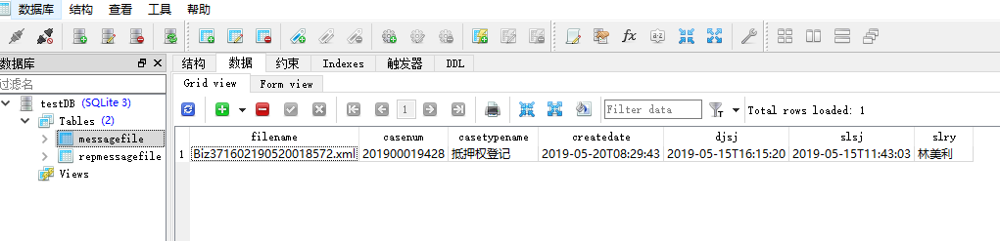 数据库 结构 查看 工具 帮助
数据库
结构 数据 约束 Indexes 触发器 DDL
过滤名
Grid view Form view
testDB (SQLite 3)
Tables (2)
messagefile
repmessagefile
Views
1 Filter data Total rows loaded: 1
filename casenum casetypename createdate djsj slsj slry
1 Biz371602190520018572.xml 201900019428 抵押权登记 2019-05-20T08:29:43 2019-05-15T16:15:20 2019-05-15T11:43:03 林美利